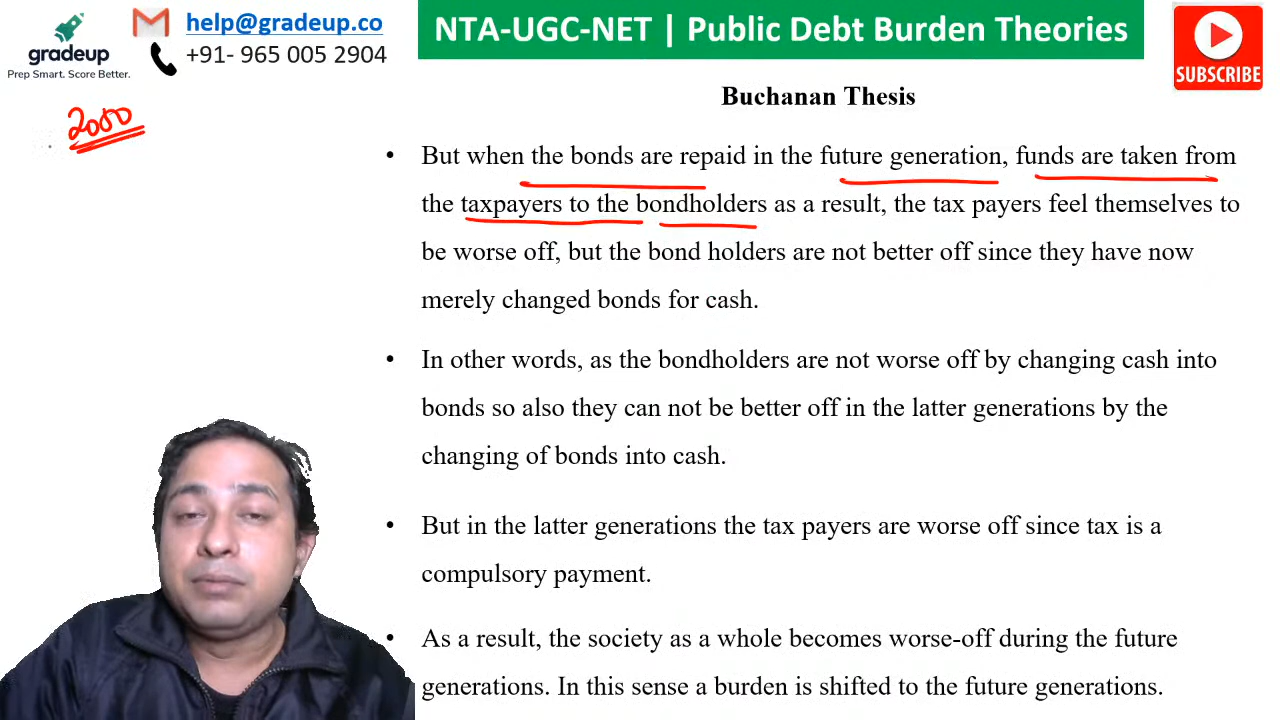 gradeup
Prep Smart. Score Better.
help@gradeup.co
+91- 965 005 2904
NTA-UGC-NET | Public Debt Burden Theories
SUBSCRIBE
2050
Buchanan Thesis
• But when the bonds are repaid in the future generation, funds are taken from
the taxpayers to the bondholders as a result, the tax payers feel themselves to
be worse off, but the bond holders are not better off since they have now
merely changed bonds for cash.
• In other words, as the bondholders are not worse off by changing cash into
bonds so also they can not be better off in the latter generations by the
changing of bonds into cash.
• But in the latter generations the tax payers are worse off since tax is a
compulsory payment.
• As a result, the society as a whole becomes worse-off during the future
generations. In this sense a burden is shifted to the future generations.